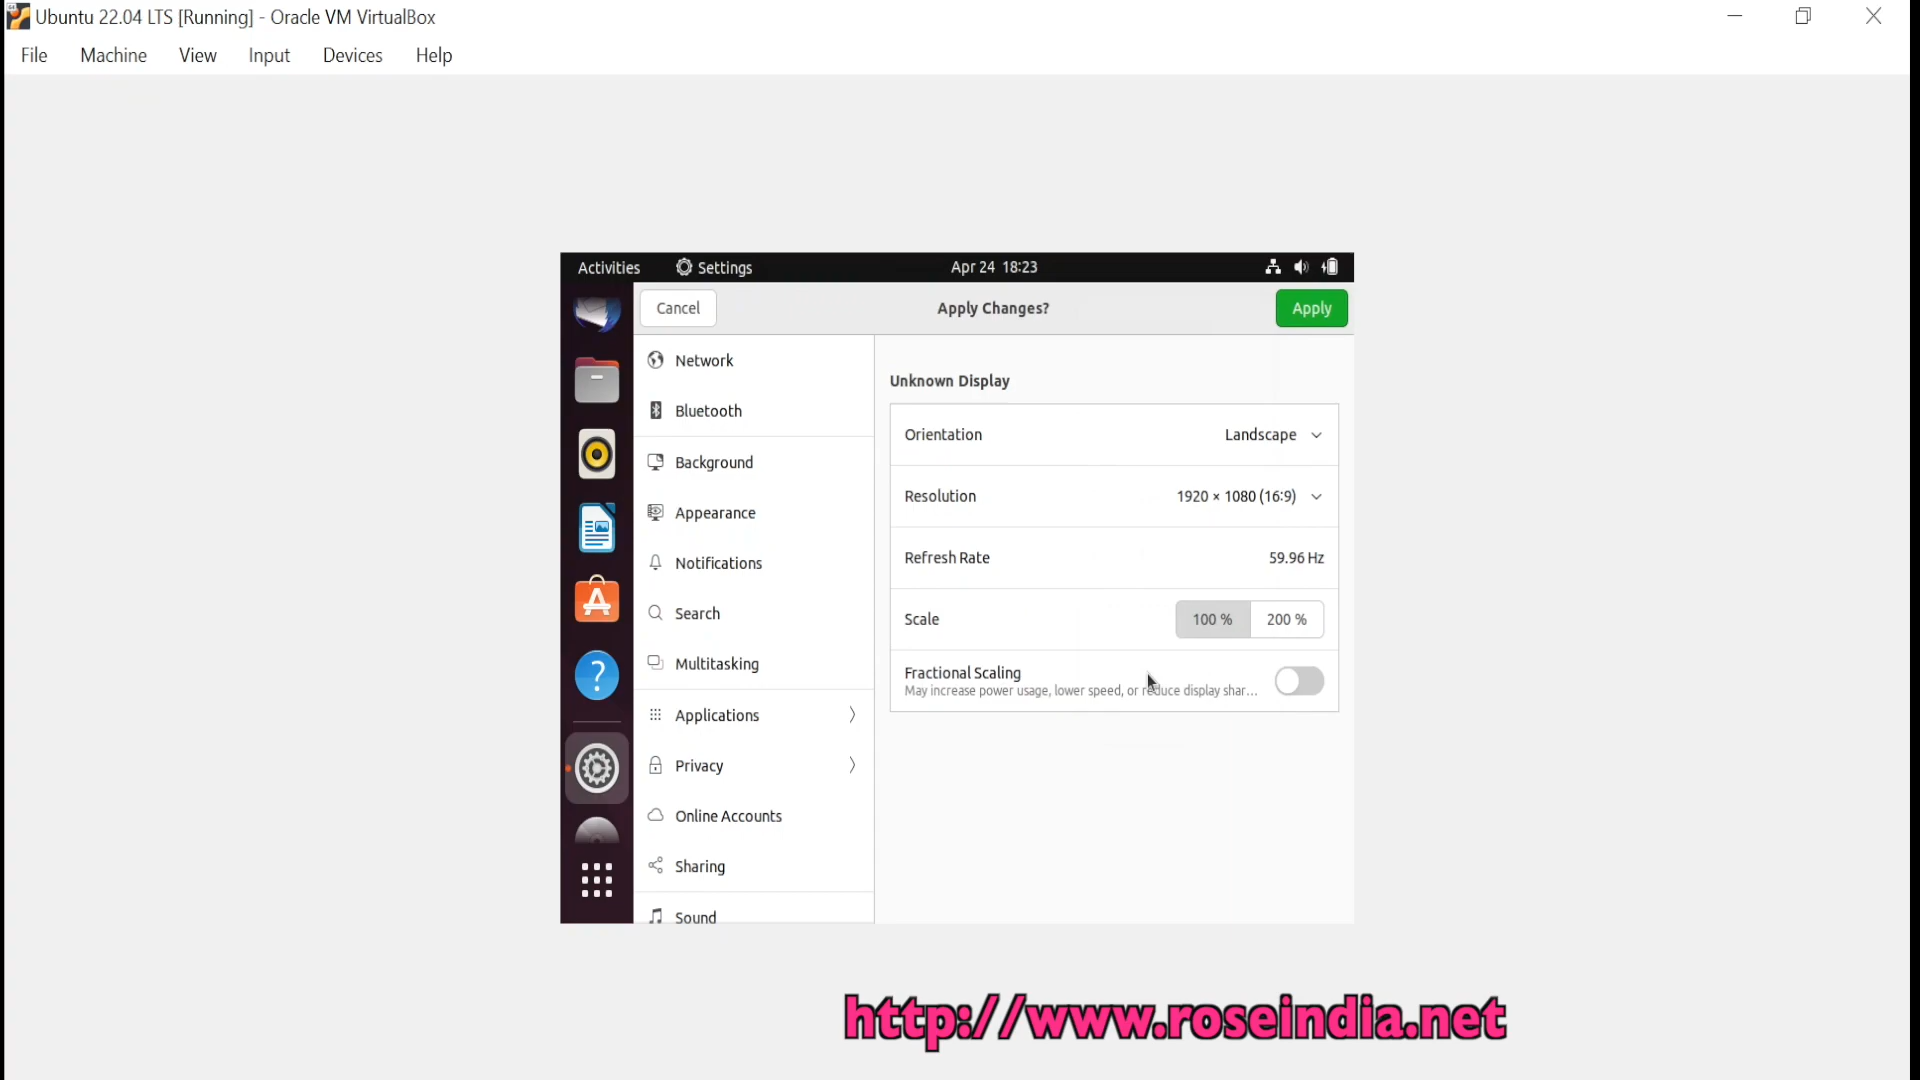 Ubuntu 22.04 LTS [Running] - Oracle VM VirtualBox
File Machine View Input Devices Help
Activities Settings Apr 24 18:23
Cancel Apply Changes? Apply
Network
Bluetooth
Background
Appearance
Notifications
Search
Multitasking
Applications
Privacy
Online Accounts
Sharing
Sound
Unknown Display
Orientation Landscape
Resolution 1920 × 1080 (16:9)
Refresh Rate 59.96 Hz
Scale 100 % 200 %
Fractional Scaling
May increase power usage, lower speed, or reduce display shar...
http://www.roseindia.net